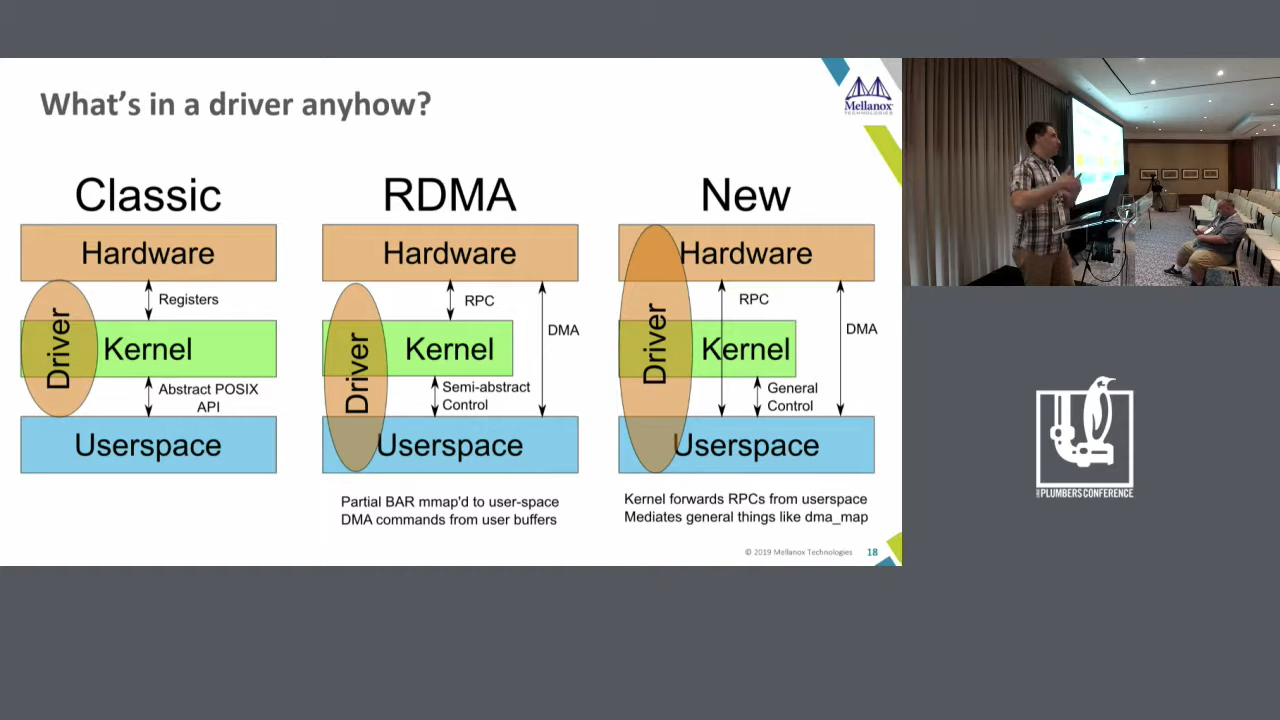 What's in a driver anyhow?
Mellanox
TECHNOLOGIES
Classic
Hardware
Registers
Driver
Kernel
Abstract POSIX
API
Userspace
RDMA
Hardware
RPC
DMA
Driver
Kernel
Semi-abstract
Control
Userspace
Partial BAR mmap'd to user-space
DMA commands from user buffers
New
Hardware
RPC
DMA
Driver
Kernel
General
Control
Userspace
Kernel forwards RPCs from userspace
Mediates general things like dma_map
© 2019 Mellanox Technologies 18
PLUMBERS CONFERENCE